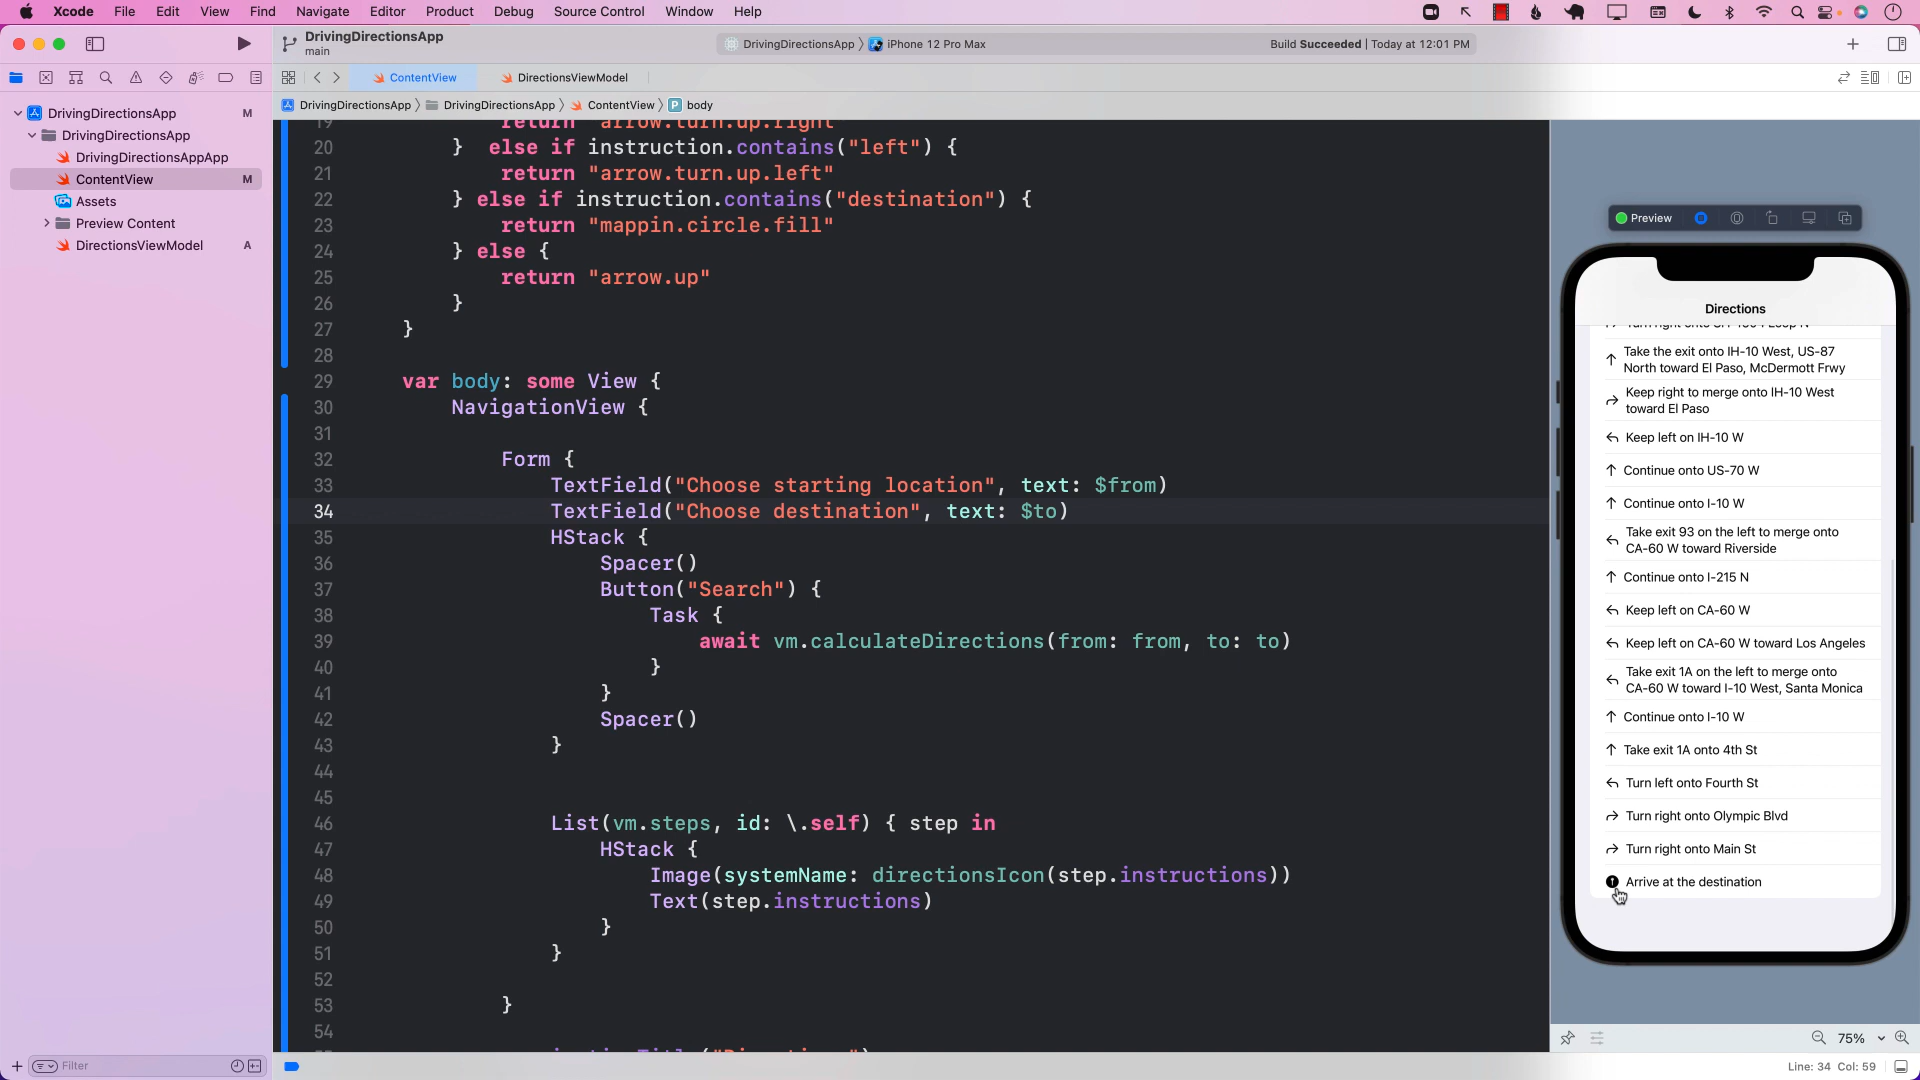 Xcode File Edit View Find Navigate Editor Product Debug Source Control Window Help
DrivingDirectionsApp
main
DrivingDirectionsApp iPhone 12 Pro Max
Build Succeeded | Today at 12:01 PM
ContentView
DirectionsViewModel
DrivingDirectionsApp DrivingDirectionsApp ContentView P body
DrivingDirectionsApp M
DrivingDirectionsApp
DrivingDirectionsAppApp
ContentView M
Assets
Preview Content
DirectionsViewModel A
Filter
19 return "arrow.turn.up.right"
20 } else if instruction.contains("left") {
21 return "arrow.turn.up.left"
22 } else if instruction.contains("destination") {
23 return "mappin.circle.fill"
24 } else {
25 return "arrow.up"
26 }
27 }
28
29 var body: some View {
30 NavigationView {
31
32 Form {
33 TextField("Choose starting location", text: $from)
34 TextField("Choose destination", text: $to)
35 HStack {
36 Spacer()
37 Button("Search") {
38 Task {
39 await vm.calculateDirections(from: from, to: to)
40 }
41 }
42 Spacer()
43 }
44
45
46 List(vm.steps, id: \.self) { step in
47 HStack {
48 Image(systemName: directionsIcon(step.instructions))
49 Text(step.instructions)
50 }
51 }
52
53 }
54
Preview
Directions
Take the exit onto IH-10 West, US-87
North toward El Paso, McDermott Frwy
Keep right to merge onto IH-10 West
toward El Paso
Keep left on IH-10 W
Continue onto US-70 W
Continue onto I-10 W
Take exit 93 on the left to merge onto
CA-60 W toward Riverside
Continue onto I-215 N
Keep left on CA-60 W
Keep left on CA-60 W toward Los Angeles
Take exit 1A on the left to merge onto
CA-60 W toward I-10 West, Santa Monica
Continue onto I-10 W
Take exit 1A onto 4th St
Turn left onto Fourth St
Turn right onto Olympic Blvd
Turn right onto Main St
Arrive at the destination
75%
Line: 34 Col: 59